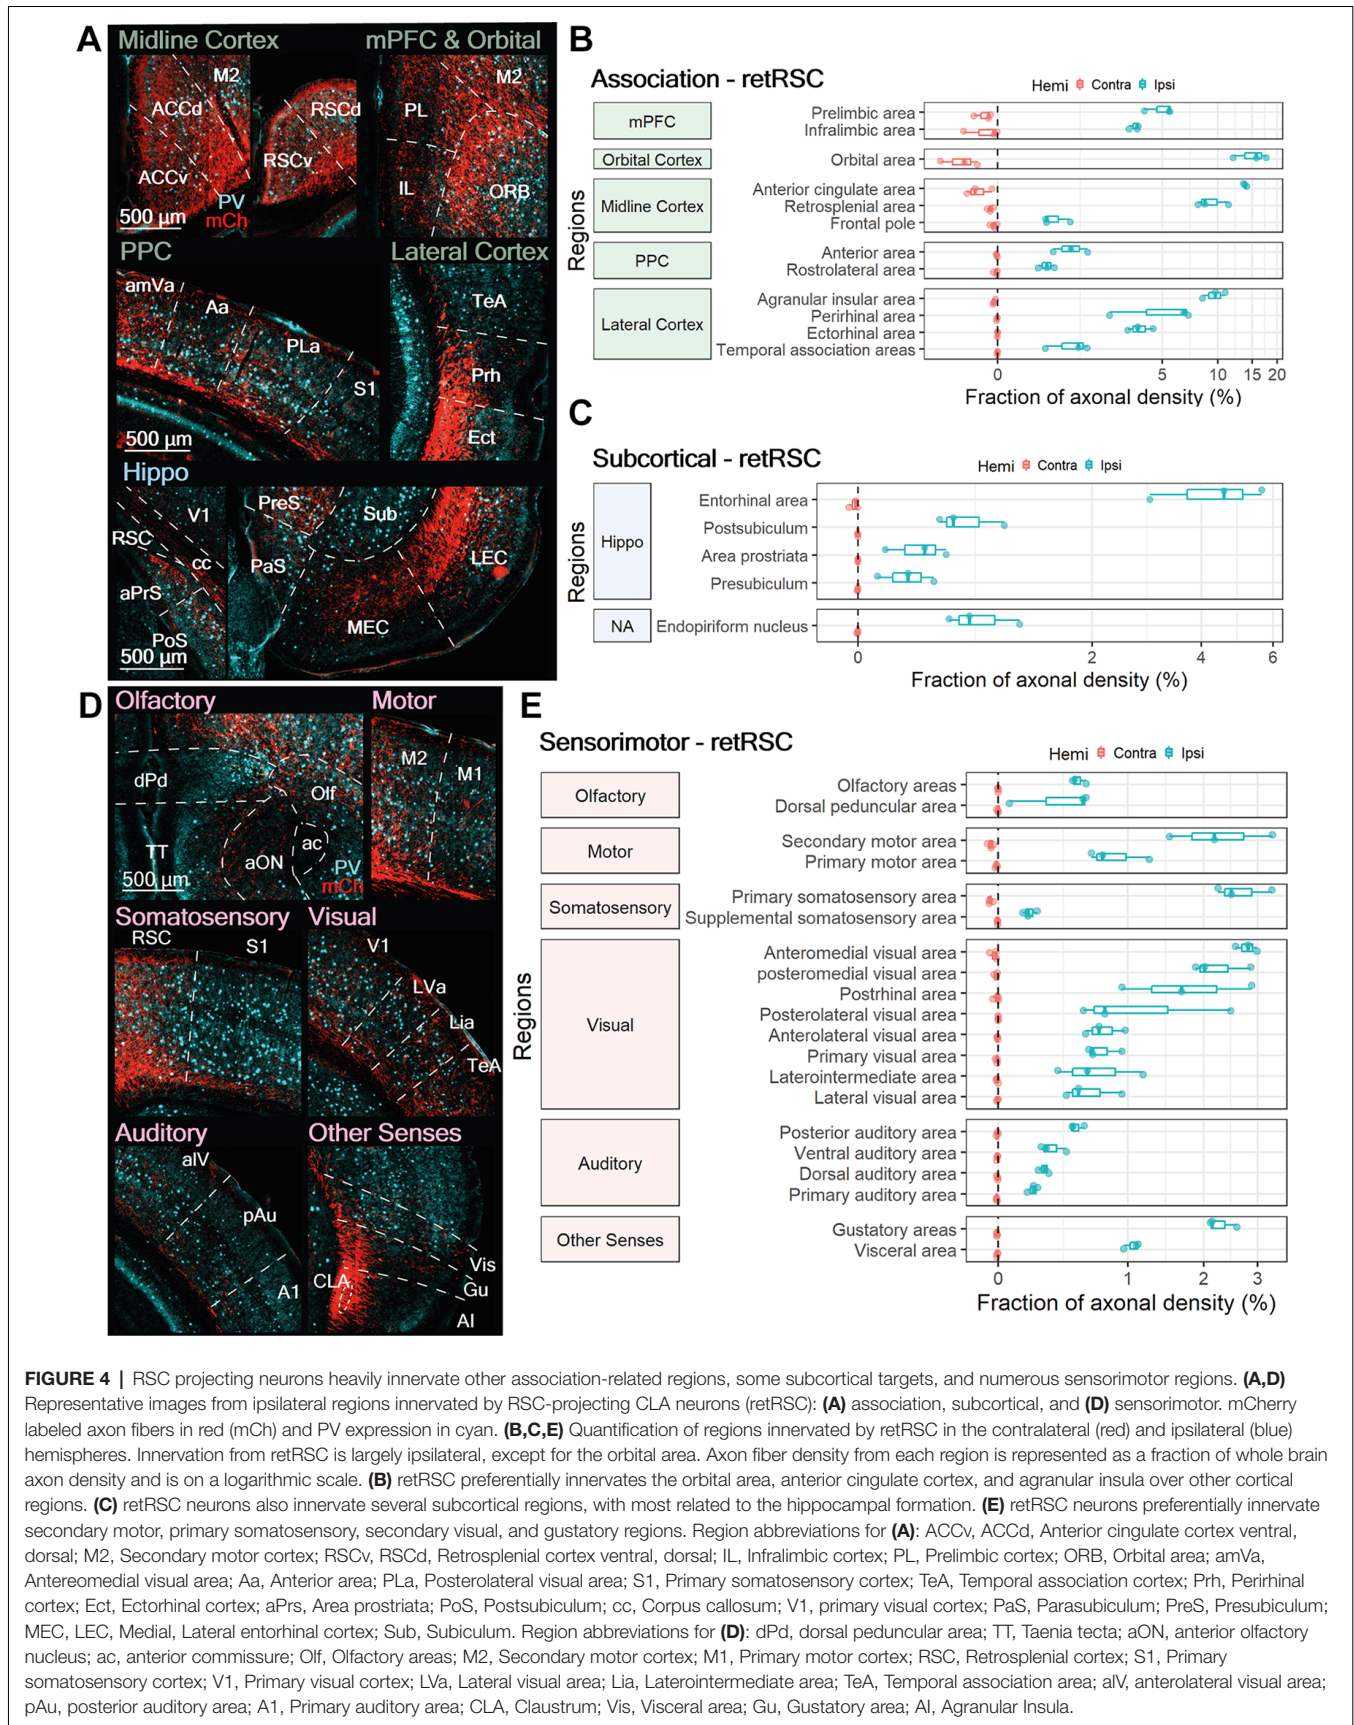 A
Midline Cortex
mPFC & Orbital
M2
ACCd
ACCv
RSCd
RSCv
PV
mCh
500 µm
M2
PL
IL
ORB
PPC
Lateral Cortex
amVa
Aa
PLa
S1
500 µm
TeA
Prh
Ect
Hippo
V1
RSC
cc
aPrS
PoS
500 µm
PreS
Sub
PaS
LEC
MEC
B
Association - retRSC
Hemi Contra Ipsi
Regions
mPFC
Prelimbic area
Infralimbic area
Orbital Cortex
Orbital area
Midline Cortex
Anterior cingulate area
Retrosplenial area
Frontal pole
PPC
Anterior area
Rostrolateral area
Lateral Cortex
Agranular insular area
Perirhinal area
Ectorhinal area
Temporal association areas
0 5 10 15 20
Fraction of axonal density (%)
C
Subcortical - retRSC
Hemi Contra Ipsi
Regions
Hippo
Entorhinal area
Postsubiculum
Area prostriata
Presubiculum
NA
Endopiriform nucleus
0 2 4 6
Fraction of axonal density (%)
D
Olfactory
Motor
dPd
Olf
TT
aON
ac
PV
mCh
500 µm
M2
M1
Somatosensory
Visual
RSC
S1
V1
LVa
Lia
TeA
Auditory
Other Senses
alV
pAu
A1
CLA
Vis
Gu
AI
E
Sensorimotor - retRSC
Hemi Contra Ipsi
Regions
Olfactory
Olfactory areas
Dorsal peduncular area
Motor
Secondary motor area
Primary motor area
Somatosensory
Primary somatosensory area
Supplemental somatosensory area
Visual
Anteromedial visual area
posteromedial visual area
Postrhinal area
Posterolateral visual area
Anterolateral visual area
Primary visual area
Laterointermediate area
Lateral visual area
Auditory
Posterior auditory area
Ventral auditory area
Dorsal auditory area
Primary auditory area
Other Senses
Gustatory areas
Visceral area
0 1 2 3
Fraction of axonal density (%)
FIGURE 4 | RSC projecting neurons heavily innervate other association-related regions, some subcortical targets, and numerous sensorimotor regions. (A,D)
Representative images from ipsilateral regions innervated by RSC-projecting CLA neurons (retRSC): (A) association, subcortical, and (D) sensorimotor. mCherry
labeled axon fibers in red (mCh) and PV expression in cyan. (B,C,E) Quantification of regions innervated by retRSC in the contralateral (red) and ipsilateral (blue)
hemispheres. Innervation from retRSC is largely ipsilateral, except for the orbital area. Axon fiber density from each region is represented as a fraction of whole brain
axon density and is on a logarithmic scale. (B) retRSC preferentially innervates the orbital area, anterior cingulate cortex, and agranular insula over other cortical
regions. (C) retRSC neurons also innervate several subcortical regions, with most related to the hippocampal formation. (E) retRSC neurons preferentially innervate
secondary motor, primary somatosensory, secondary visual, and gustatory regions. Region abbreviations for (A): ACCv, ACCd, Anterior cingulate cortex ventral,
dorsal; M2, Secondary motor cortex; RSCv, RSCd, Retrosplenial cortex ventral, dorsal; IL, Infralimbic cortex; PL, Prelimbic cortex; ORB, Orbital area; amVa,
Antereomedial visual area; Aa, Anterior area; PLa, Posterolateral visual area; S1, Primary somatosensory cortex; TeA, Temporal association cortex; Prh, Perirhinal
cortex; Ect, Ectorhinal cortex; aPrs, Area prostriata; PoS, Postsubiculum; cc, Corpus callosum; V1, primary visual cortex; PaS, Parasubiculum; PreS, Presubiculum;
MEC, LEC, Medial, Lateral entorhinal cortex; Sub, Subiculum. Region abbreviations for (D): dPd, dorsal peduncular area; TT, Taenia tecta; aON, anterior olfactory
nucleus; ac, anterior commissure; Olf, Olfactory areas; M2, Secondary motor cortex; M1, Primary motor cortex; RSC, Retrosplenial cortex; S1, Primary
somatosensory cortex; V1, Primary visual cortex; LVa, Lateral visual area; Lia, Laterointermediate area; TeA, Temporal association area; alV, anterolateral visual area;
pAu, posterior auditory area; A1, Primary auditory area; CLA, Claustrum; Vis, Visceral area; Gu, Gustatory area; AI, Agranular Insula.